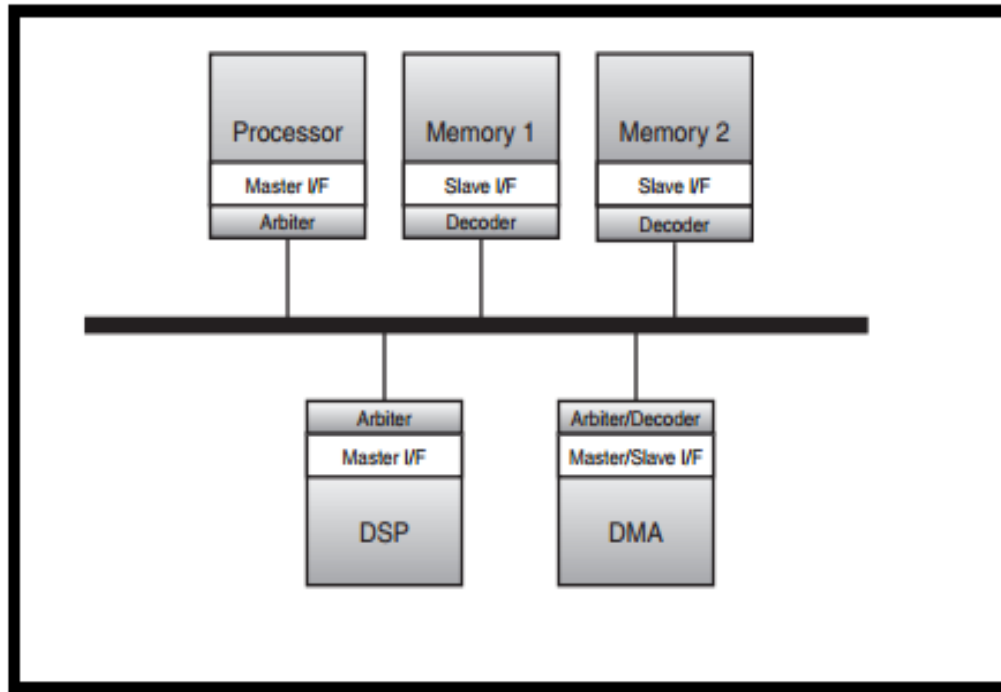 Processor
Master I/F
Arbiter
Memory 1
Slave I/F
Decoder
Memory 2
Slave I/F
Decoder
Arbiter
Master I/F
DSP
Arbiter/Decoder
Master/Slave I/F
DMA